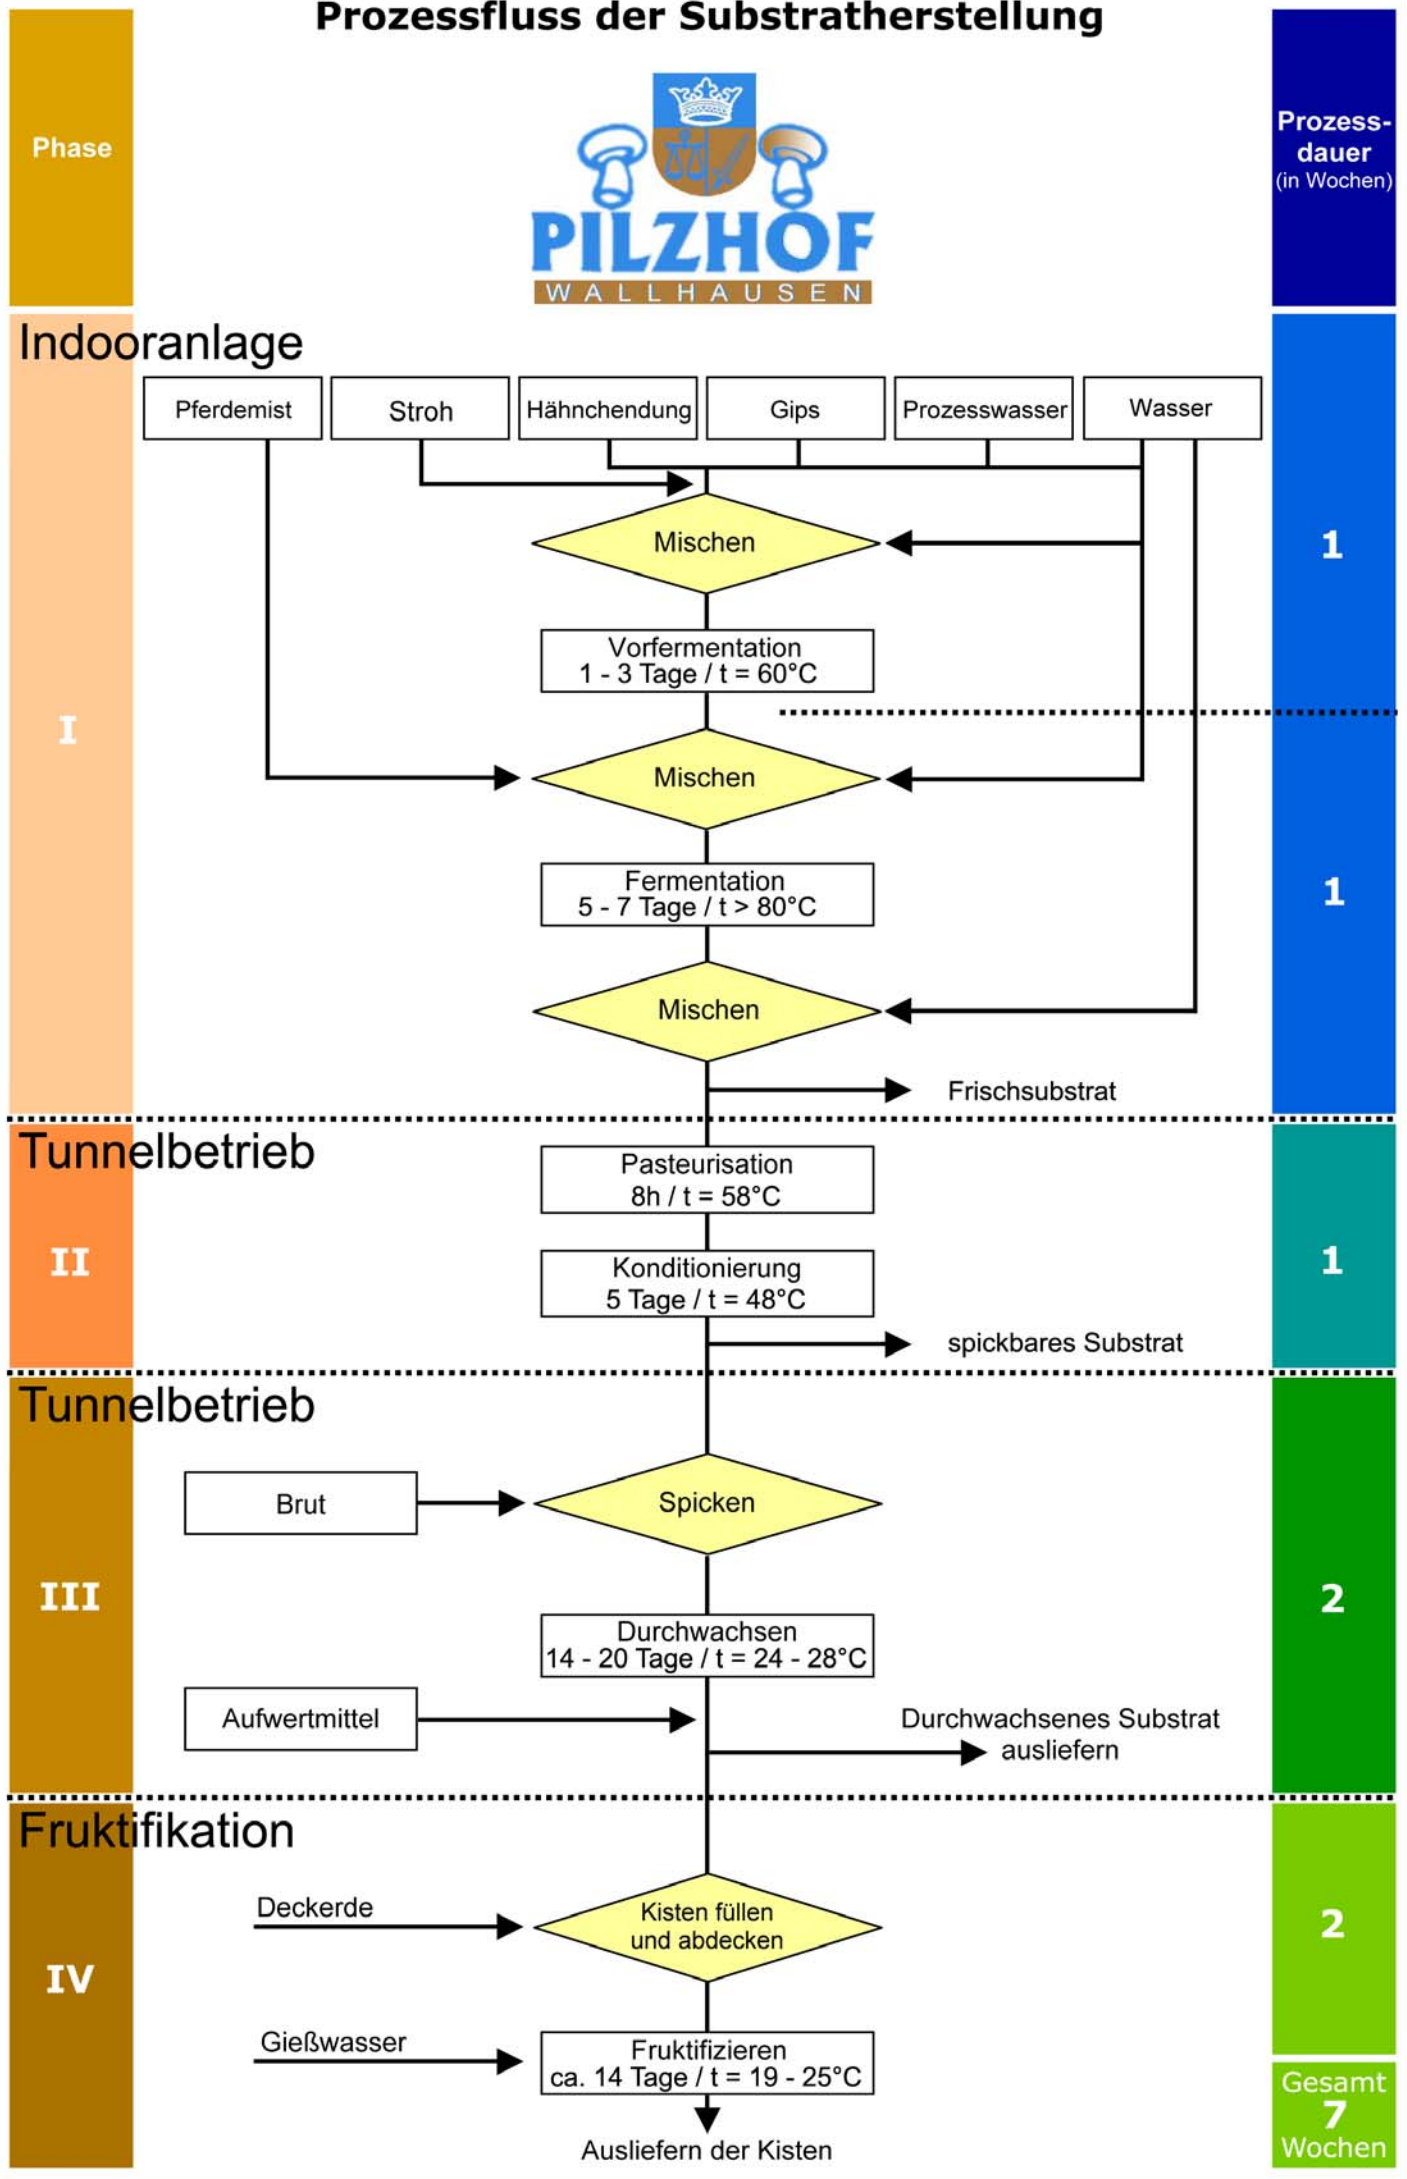 Prozessfluss der Substratherstellung
Phase
PILZHOF
WALLHAUSEN
Prozess-
dauer
(in Wochen)
Indooranlage
Pferdemist
Stroh
Hähnchendung
Gips
Prozesswasser
Wasser
Mischen
1
Vorfermentation
1 - 3 Tage / t = 60°C
I
Mischen
Fermentation
5 - 7 Tage / t > 80°C
1
Mischen
Frischsubstrat
Tunnelbetrieb
Pasteurisation
8h / t = 58°C
II
1
Konditionierung
5 Tage / t = 48°C
spickbares Substrat
Tunnelbetrieb
Brut
Spicken
III
2
Durchwachsen
14 - 20 Tage / t = 24 - 28°C
Aufwertmittel
Durchwachsenes Substrat
ausliefern
Fruktifikation
Deckerde
Kisten füllen
und abdecken
2
IV
Gießwasser
Fruktifizieren
ca. 14 Tage / t = 19 - 25°C
Ausliefern der Kisten
Gesamt
7
Wochen